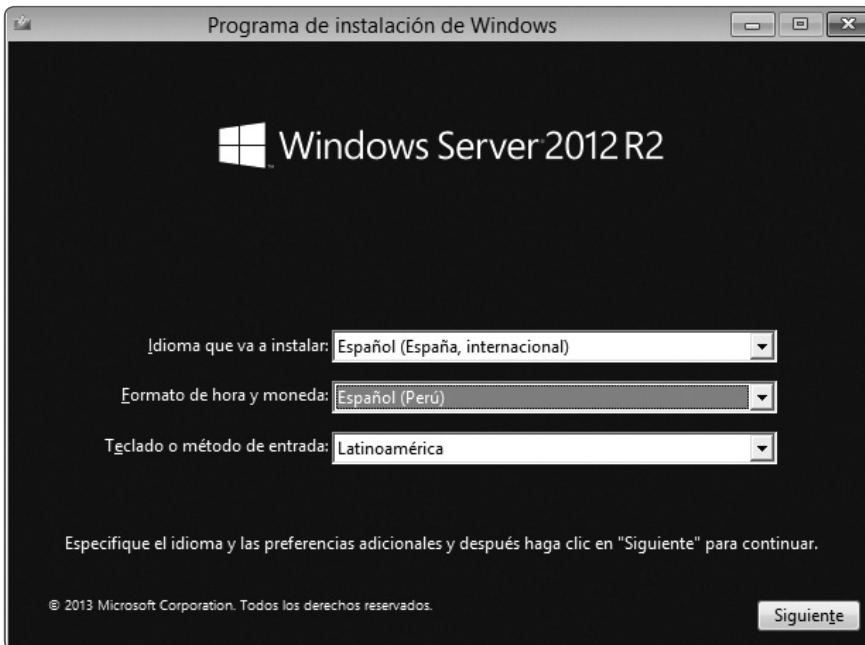 Programa de instalación de Windows
Windows Server 2012 R2
Idioma que va a instalar: Español (España, internacional)
Formato de hora y moneda: Español (Perú)
Teclado o método de entrada: Latinoamérica
Especifique el idioma y las preferencias adicionales y después haga clic en "Siguiente" para continuar.
© 2013 Microsoft Corporation. Todos los derechos reservados.
Siguiente